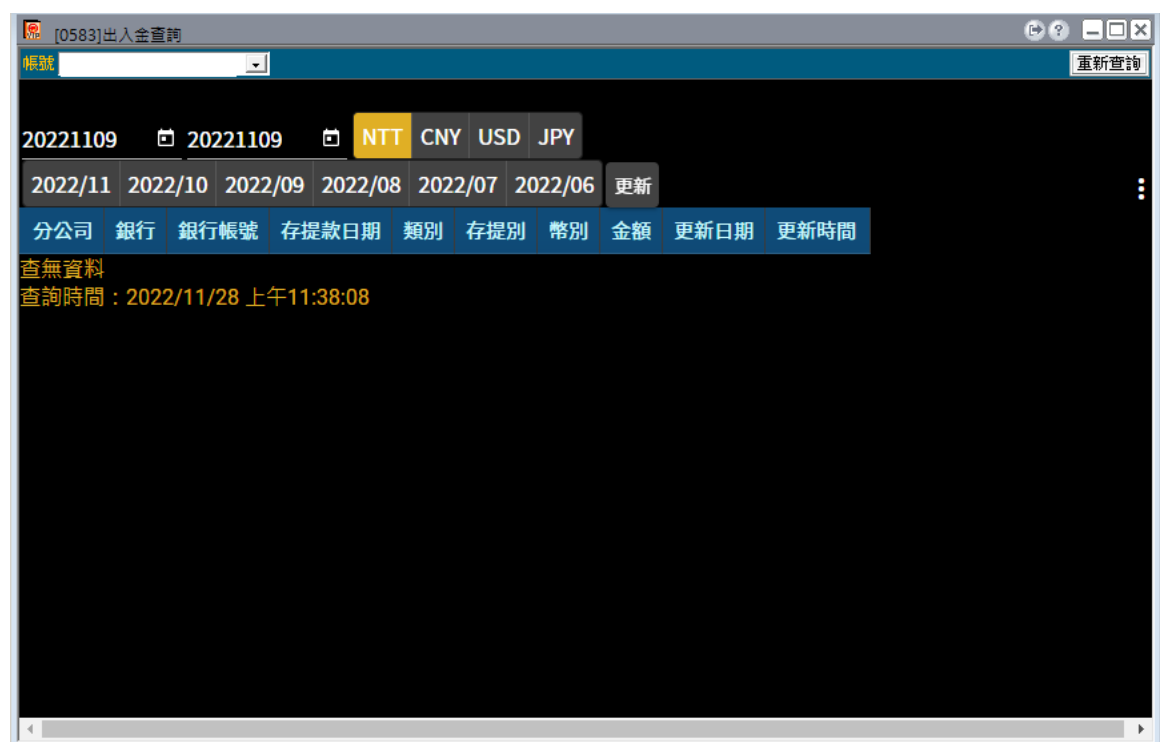 [0583]出入金查詢
帳號 重新查詢
20221109 20221109 NTT CNY USD JPY
2022/11 2022/10 2022/09 2022/08 2022/07 2022/06 更新
分公司 銀行 銀行帳號 存提款日期 類別 存提別 幣別 金額 更新日期 更新時間
查無資料
查詢時間：2022/11/28 上午11:38:08